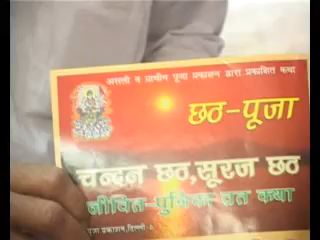 असली व प्राचीन पूजा प्रकाशन द्वारा प्रकाशित कथा
छठ-पूजा
चन्दन छठ, सूरज छठ
जीवित-पुत्रिका व्रत कथा
पूजा प्रकाशन, दिल्ली-6